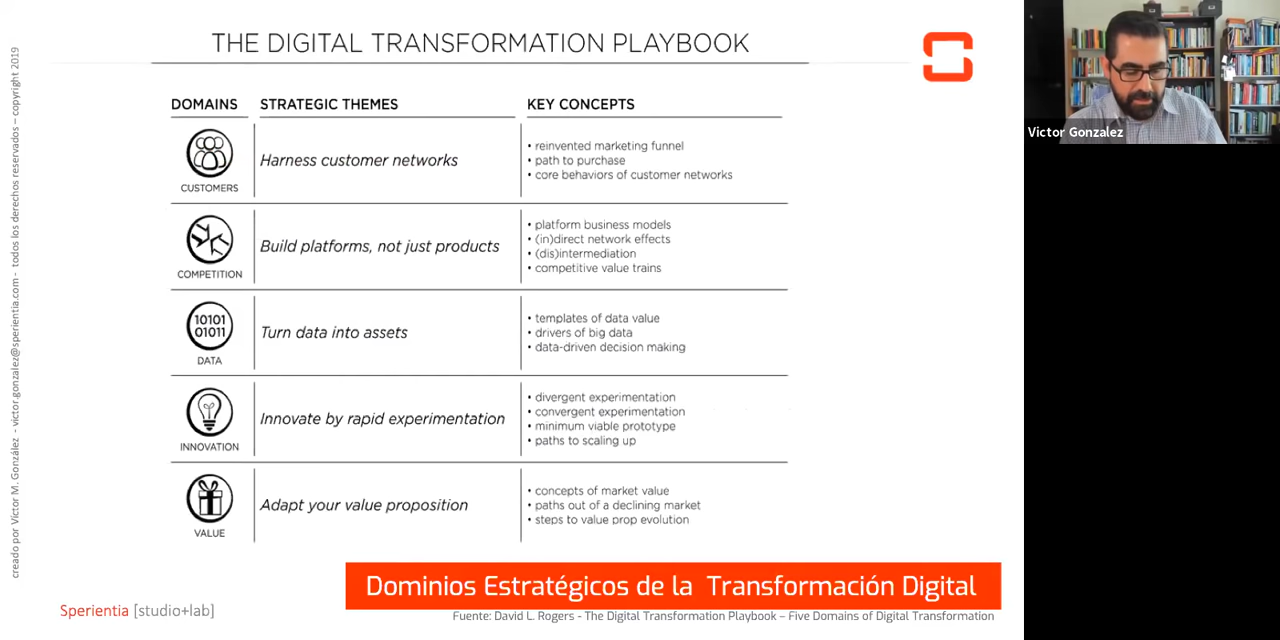 THE DIGITAL TRANSFORMATION PLAYBOOK
DOMAINS STRATEGIC THEMES KEY CONCEPTS
CUSTOMERS
Harness customer networks
• reinvented marketing funnel
• path to purchase
• core behaviors of customer networks
COMPETITION
Build platforms, not just products
• platform business models
• (in)direct network effects
• (dis)intermediation
• competitive value trains
10101
01011
DATA
Turn data into assets
• templates of data value
• drivers of big data
• data-driven decision making
INNOVATION
Innovate by rapid experimentation
• divergent experimentation
• convergent experimentation
• minimum viable prototype
• paths to scaling up
VALUE
Adapt your value proposition
• concepts of market value
• paths out of a declining market
• steps to value prop evolution
Dominios Estratégicos de la Transformación Digital
Fuente: David L. Rogers - The Digital Transformation Playbook – Five Domains of Digital Transformation
Sperientia [studio+lab]
creado por Víctor M. González - victor.gonzalez@sperientia.com - todos los derechos reservados – copyright 2019
Victor Gonzalez